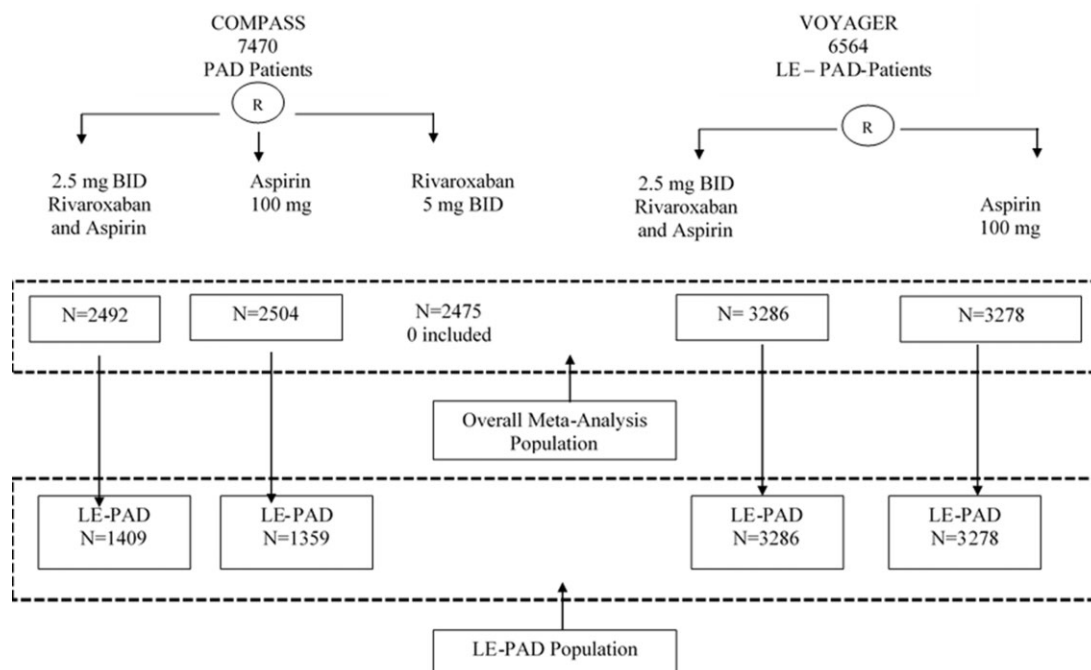 COMPASS
7470
PAD Patients
R
2.5 mg BID
Rivaroxaban
and Aspirin
Aspirin
100 mg
Rivaroxaban
5 mg BID
VOYAGER
6564
LE – PAD-Patients
R
2.5 mg BID
Rivaroxaban
and Aspirin
Aspirin
100 mg
N=2492
N=2504
N=2475
0 included
N= 3286
N=3278
Overall Meta-Analysis
Population
LE-PAD
N=1409
LE-PAD
N=1359
LE-PAD
N=3286
LE-PAD
N=3278
LE-PAD Population